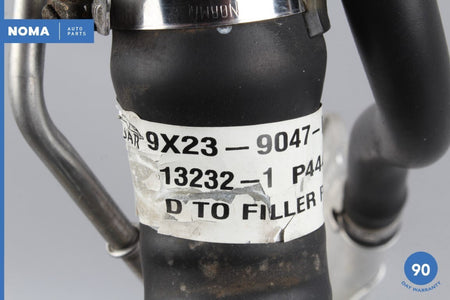 NOMA AUTO
PARTS
9X23-9047-
13232-1 P44
D TO FILLER
90
DAY WARRANTY